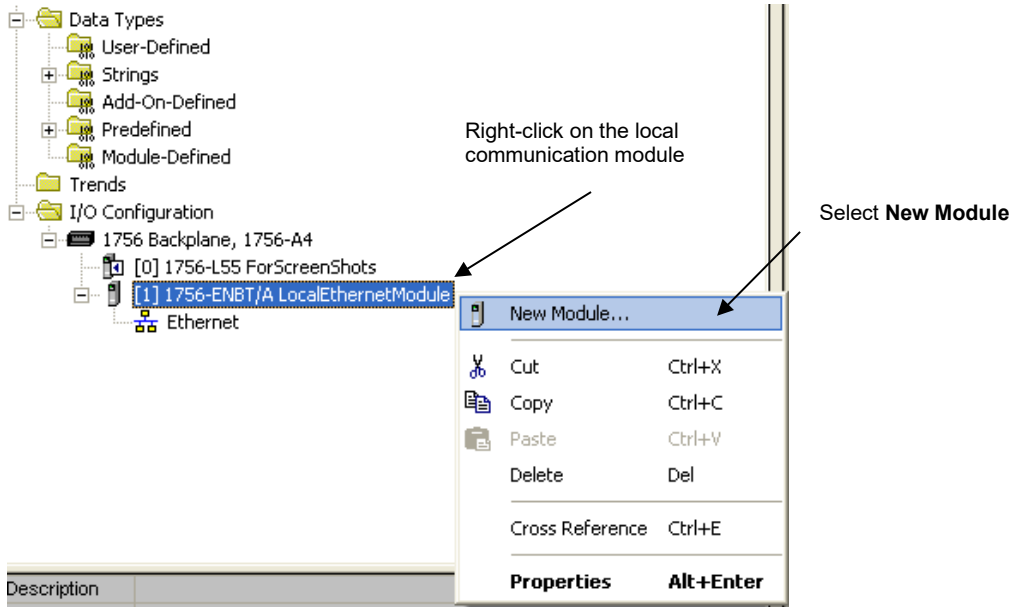 Data Types
User-Defined
Strings
Add-On-Defined
Predefined
Module-Defined
Trends
I/O Configuration
1756 Backplane, 1756-A4
[0] 1756-L55 ForScreenShots
[1] 1756-ENBT/A LocalEthernetModule
Ethernet
Right-click on the local
communication module
Select New Module
New Module...
Cut Ctrl+X
Copy Ctrl+C
Paste Ctrl+V
Delete Del
Cross Reference Ctrl+E
Properties Alt+Enter
Description